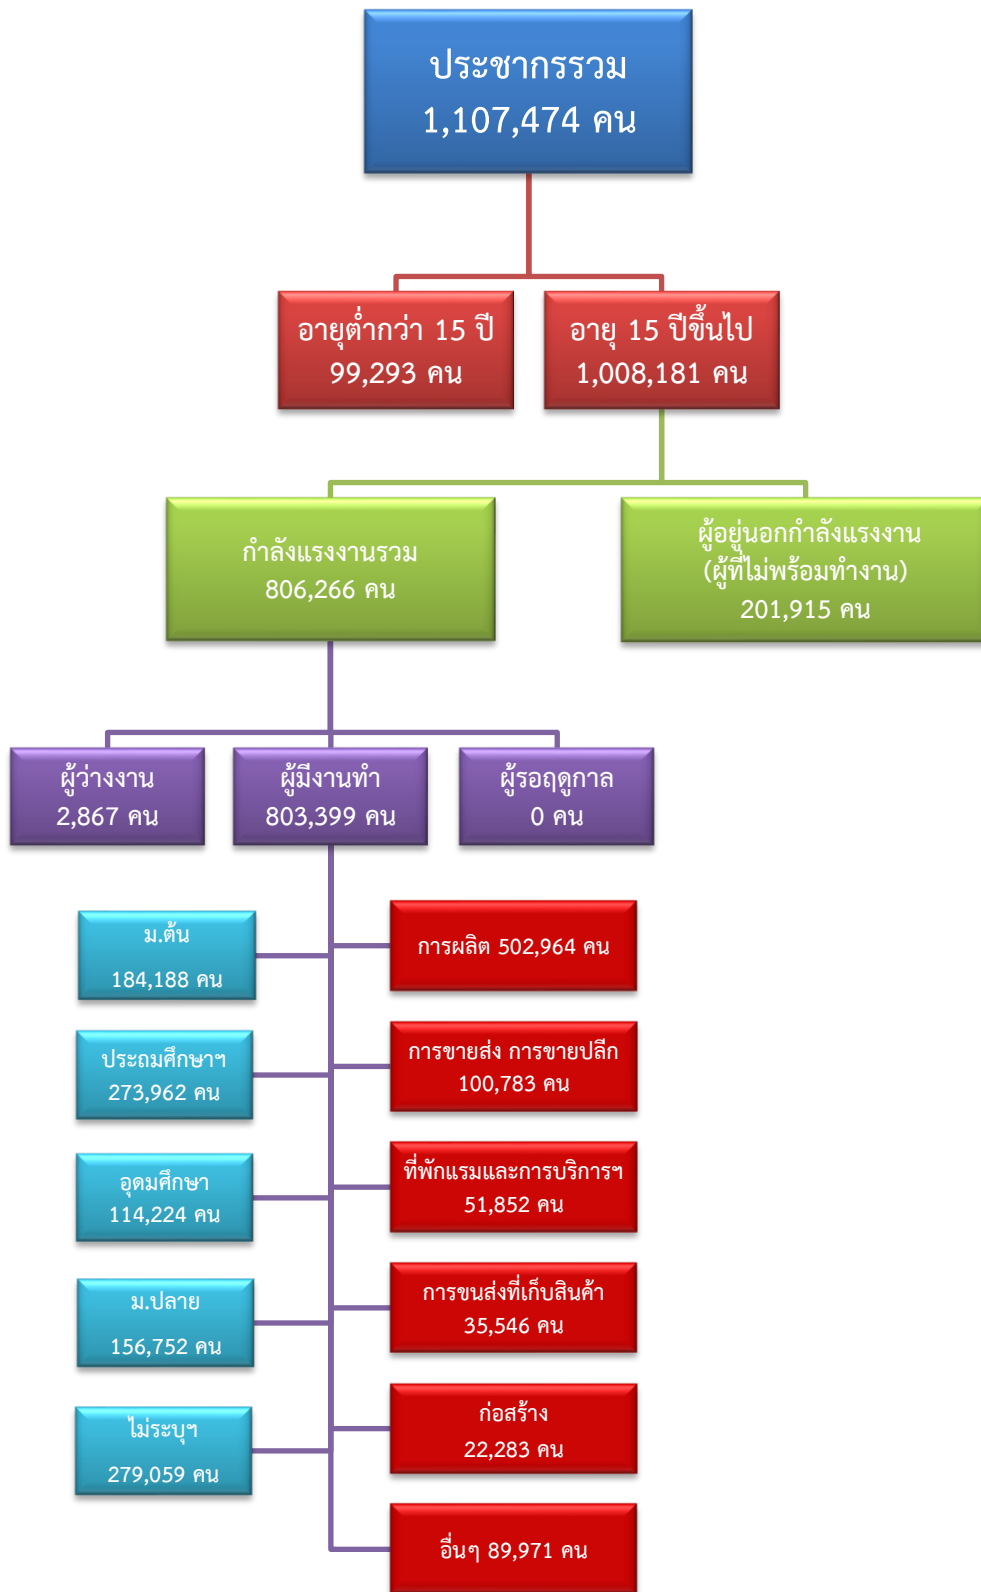 ประชากรรวม
1,107,474 คน
อายุต่ำกว่า 15 ปี
99,293 คน
อายุ 15 ปีขึ้นไป
1,008,181 คน
กำลังแรงงานรวม
806,266 คน
ผู้อยู่นอกกำลังแรงงาน
(ผู้ที่ไม่พร้อมทำงาน)
201,915 คน
ผู้ว่างงาน
2,867 คน
ผู้มีงานทำ
803,399 คน
ผู้รอฤดูกาล
0 คน
ม.ต้น
184,188 คน
ประถมศึกษาฯ
273,962 คน
อุดมศึกษา
114,224 คน
ม.ปลาย
156,752 คน
ไม่ระบุฯ
279,059 คน
การผลิต 502,964 คน
การขายส่ง การขายปลีก
100,783 คน
ที่พักแรมและการบริการฯ
51,852 คน
การขนส่งที่เก็บสินค้า
35,546 คน
ก่อสร้าง
22,283 คน
อื่นๆ 89,971 คน